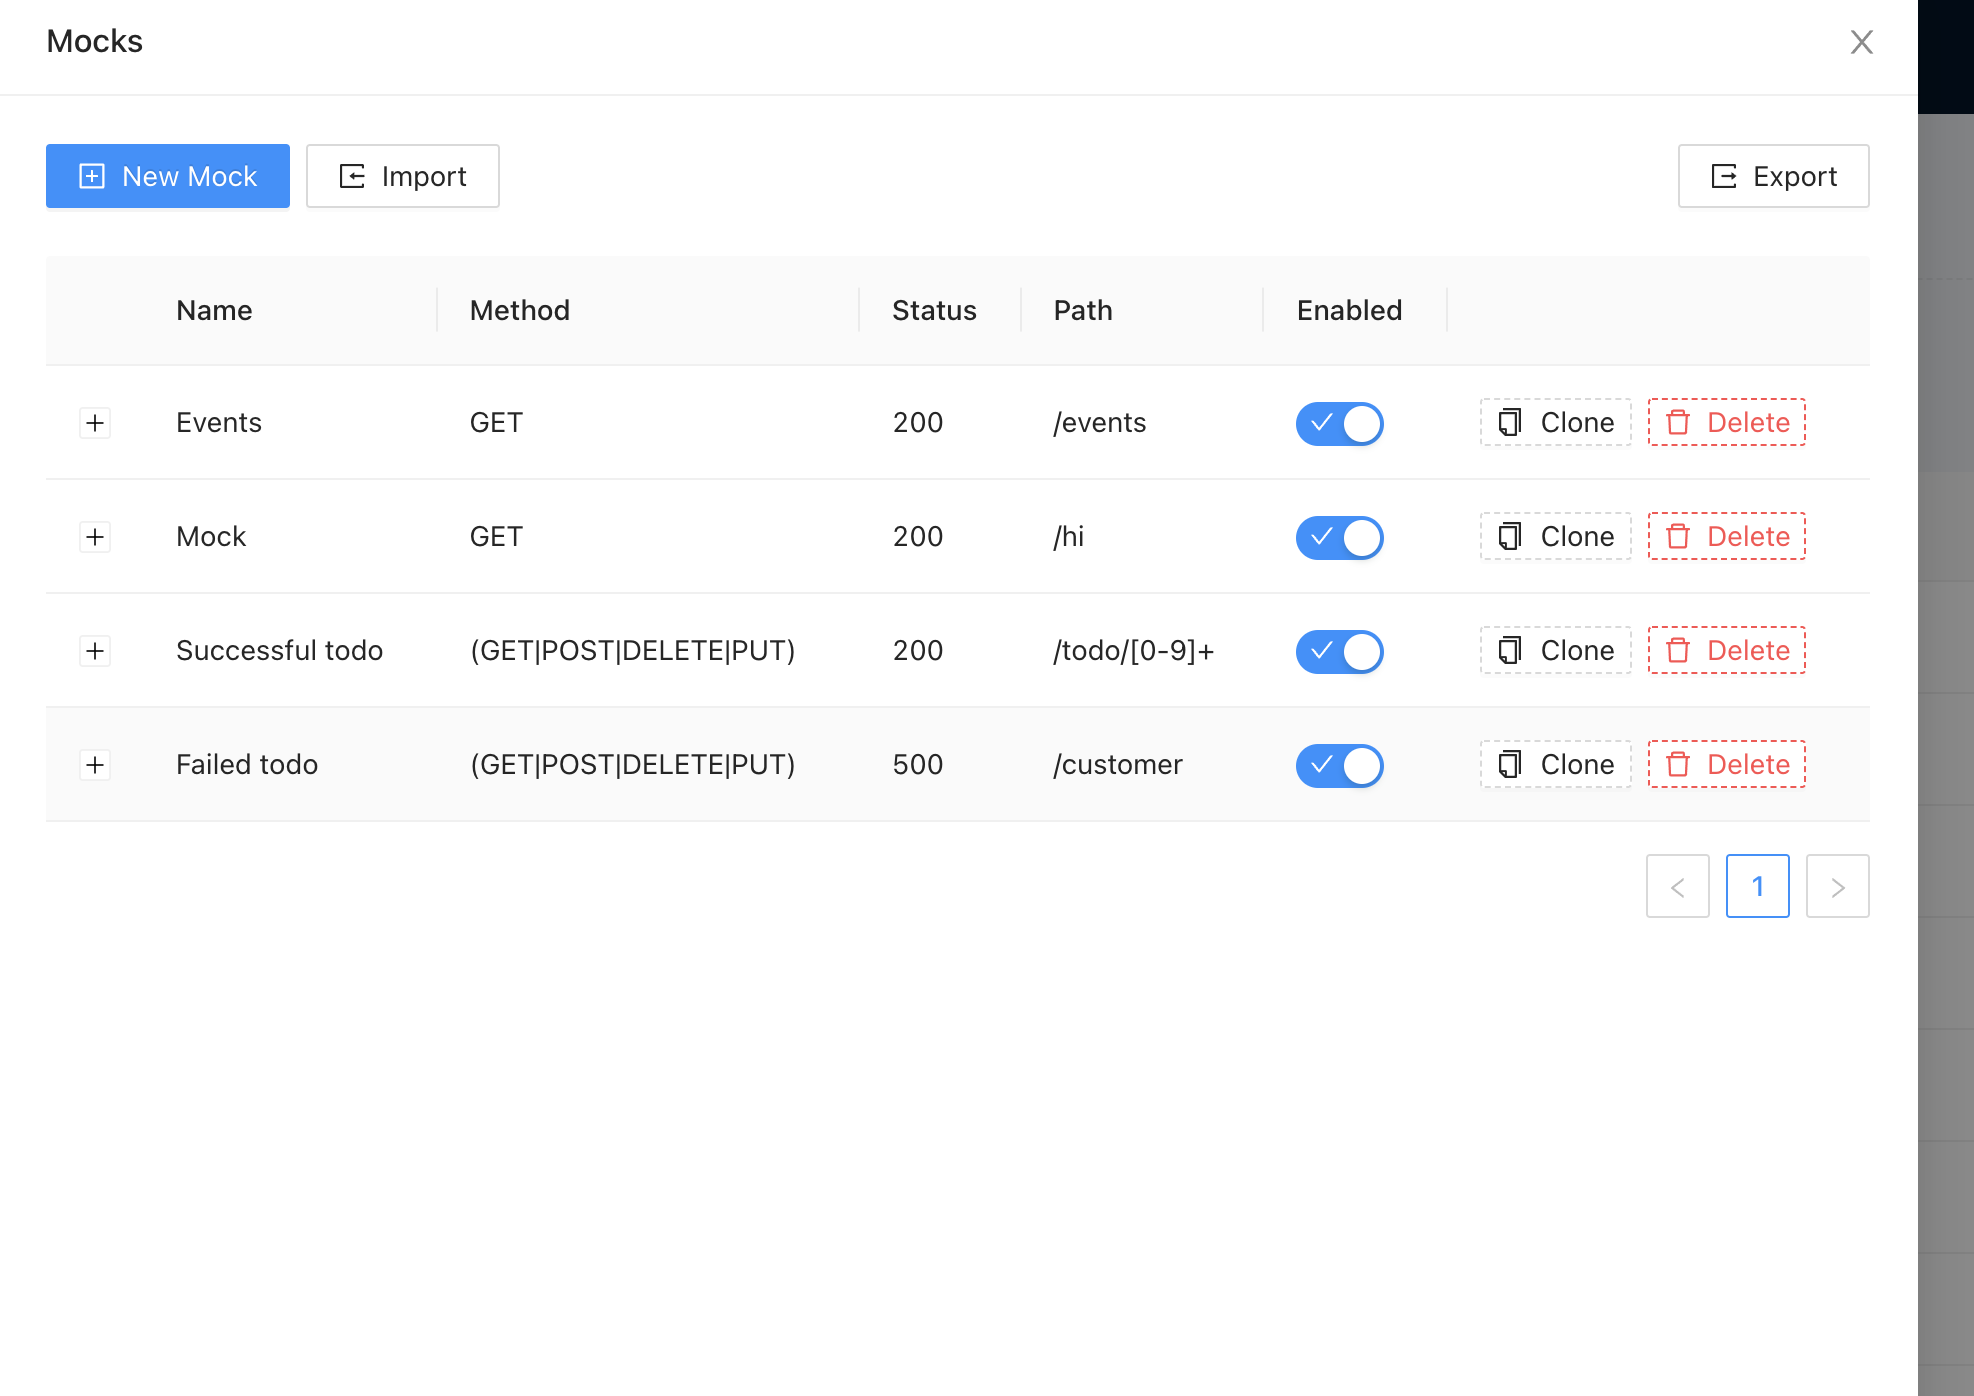 Mocks
New Mock Import Export
Name Method Status Path Enabled
Events GET 200 /events Clone Delete
Mock GET 200 /hi Clone Delete
Successful todo (GET|POST|DELETE|PUT) 200 /todo/[0-9]+ Clone Delete
Failed todo (GET|POST|DELETE|PUT) 500 /customer Clone Delete
1